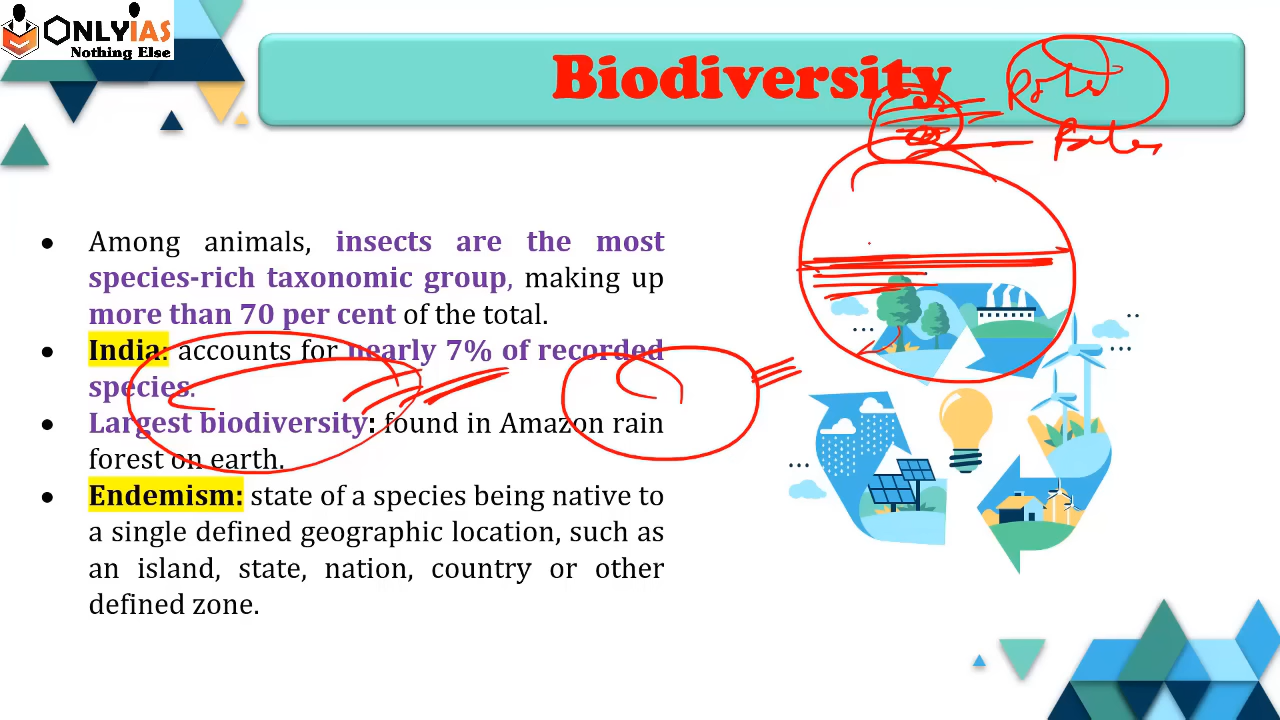 ONLYIAS
Nothing Else
Biodiversity
• Among animals, insects are the most
species-rich taxonomic group, making up
more than 70 per cent of the total.
• India: accounts for nearly 7% of recorded
species.
• Largest biodiversity: found in Amazon rain
forest on earth.
• Endemism: state of a species being native to
a single defined geographic location, such as
an island, state, nation, country or other
defined zone.